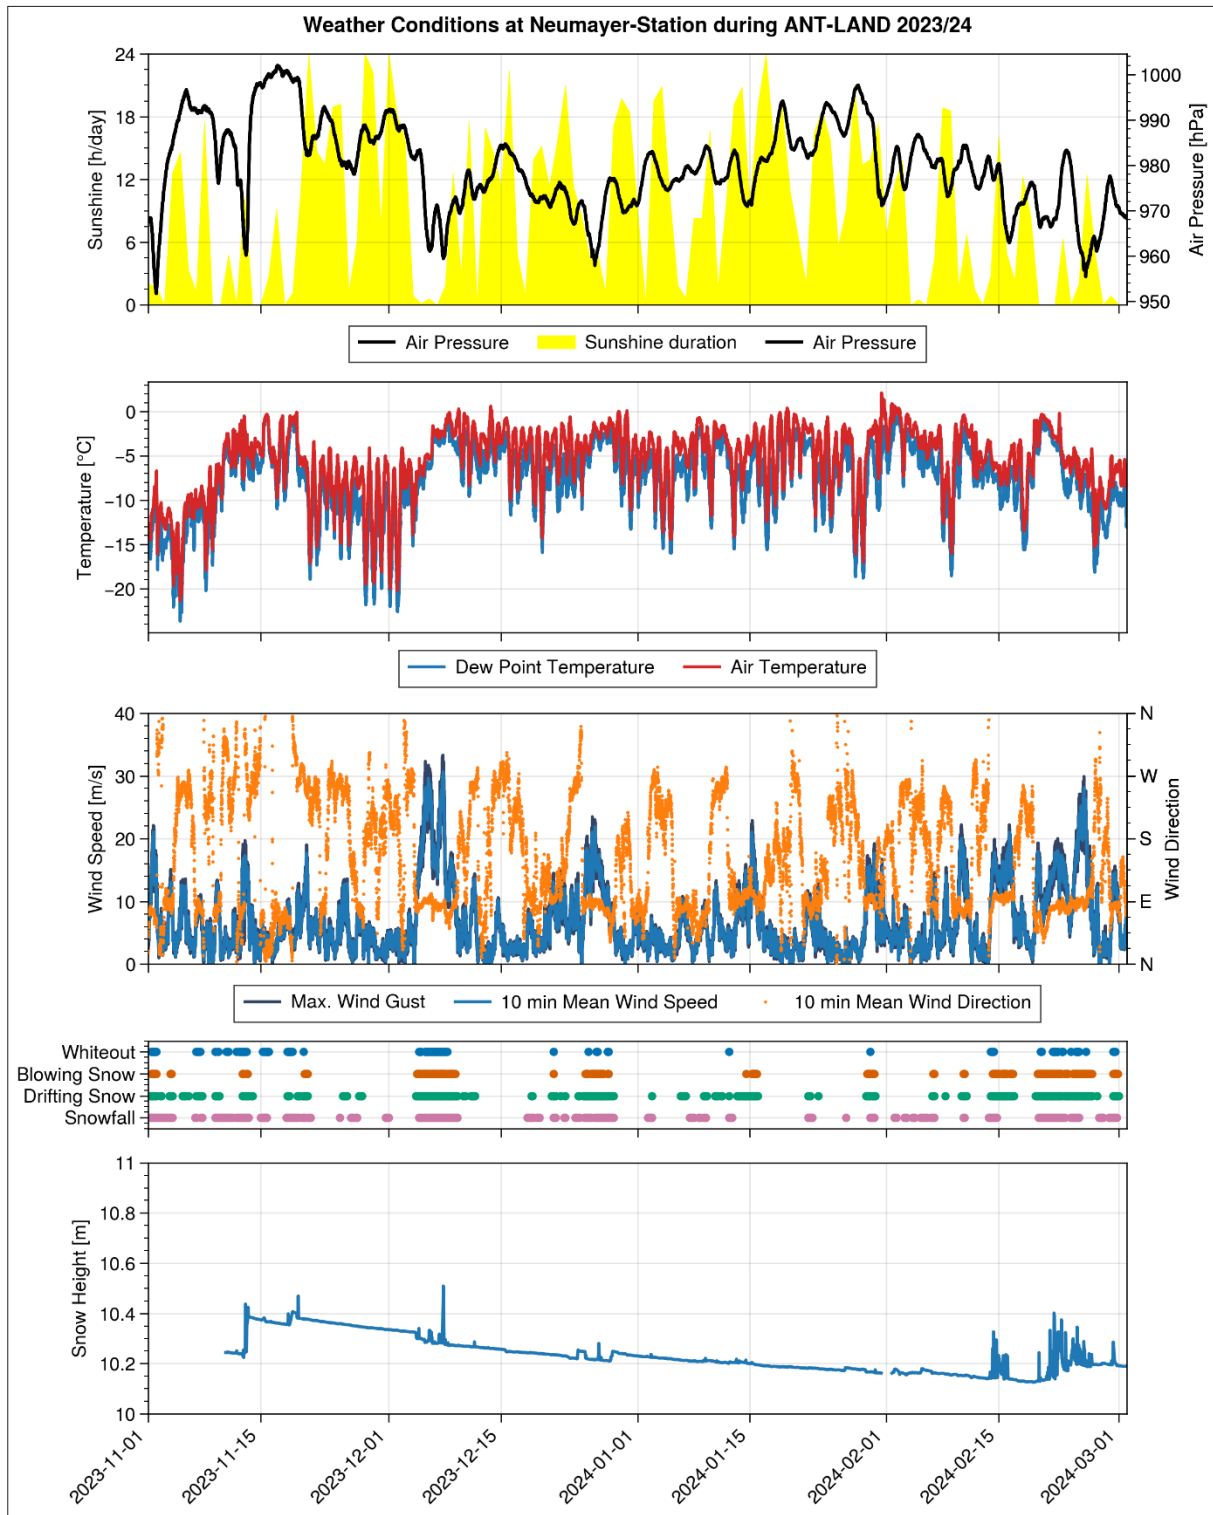 Weather Conditions at Neumayer-Station during ANT-LAND 2023/24
24
18
12
6
0
Sunshine [h/day]
1000
990
980
970
960
950
Air Pressure [hPa]
Air Pressure Sunshine duration Air Pressure
0
−5
−10
−15
−20
Temperature [°C]
Dew Point Temperature Air Temperature
40
30
20
10
0
Wind Speed [m/s]
N
W
S
E
N
Wind Direction
Max. Wind Gust 10 min Mean Wind Speed 10 min Mean Wind Direction
Whiteout
Blowing Snow
Drifting Snow
Snowfall
11
10.8
10.6
10.4
10.2
10
Snow Height [m]
2023-11-01
2023-11-15
2023-12-01
2023-12-15
2024-01-01
2024-01-15
2024-02-01
2024-02-15
2024-03-01